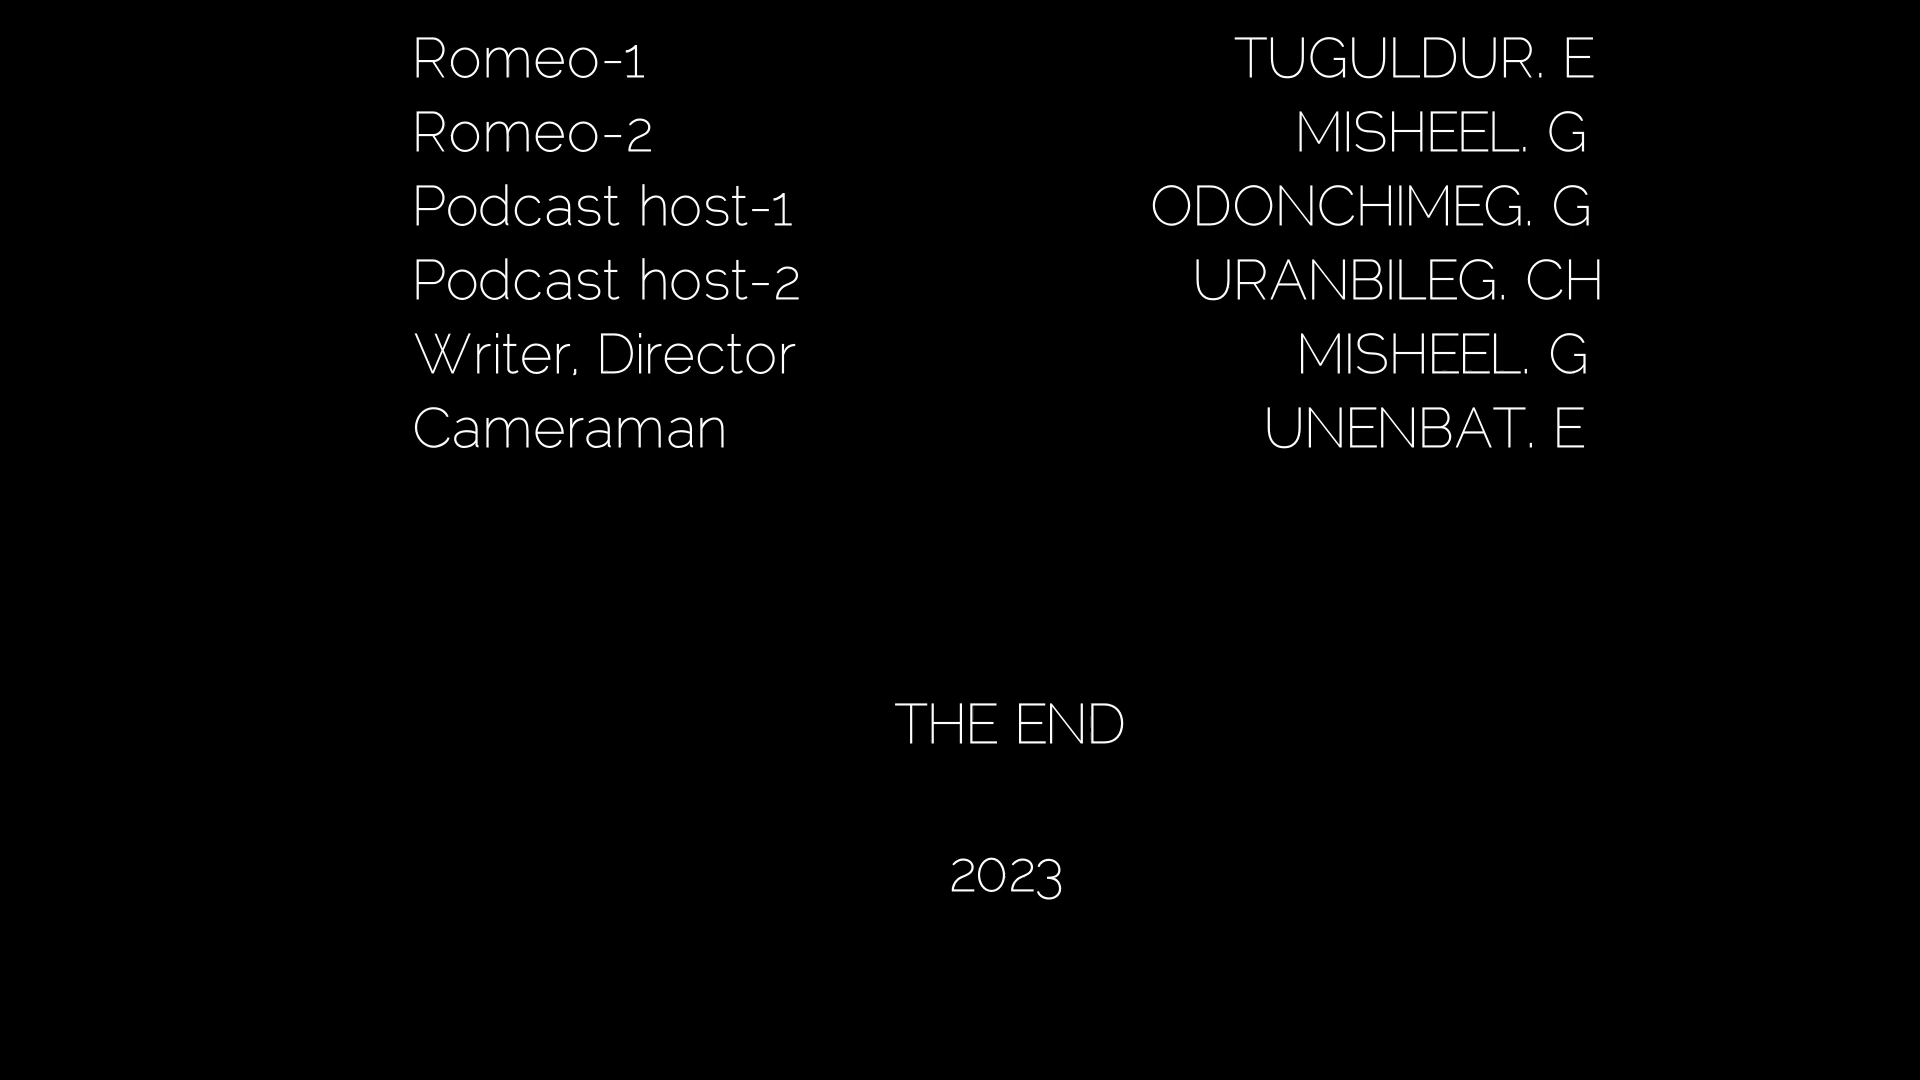 Romeo-1 TUGULDUR. E
Romeo-2 MISHEEL. G
Podcast host-1 ODONCHIMEG. G
Podcast host-2 URANBILEG. CH
Writer, Director MISHEEL. G
Cameraman UNENBAT. E
THE END
2023